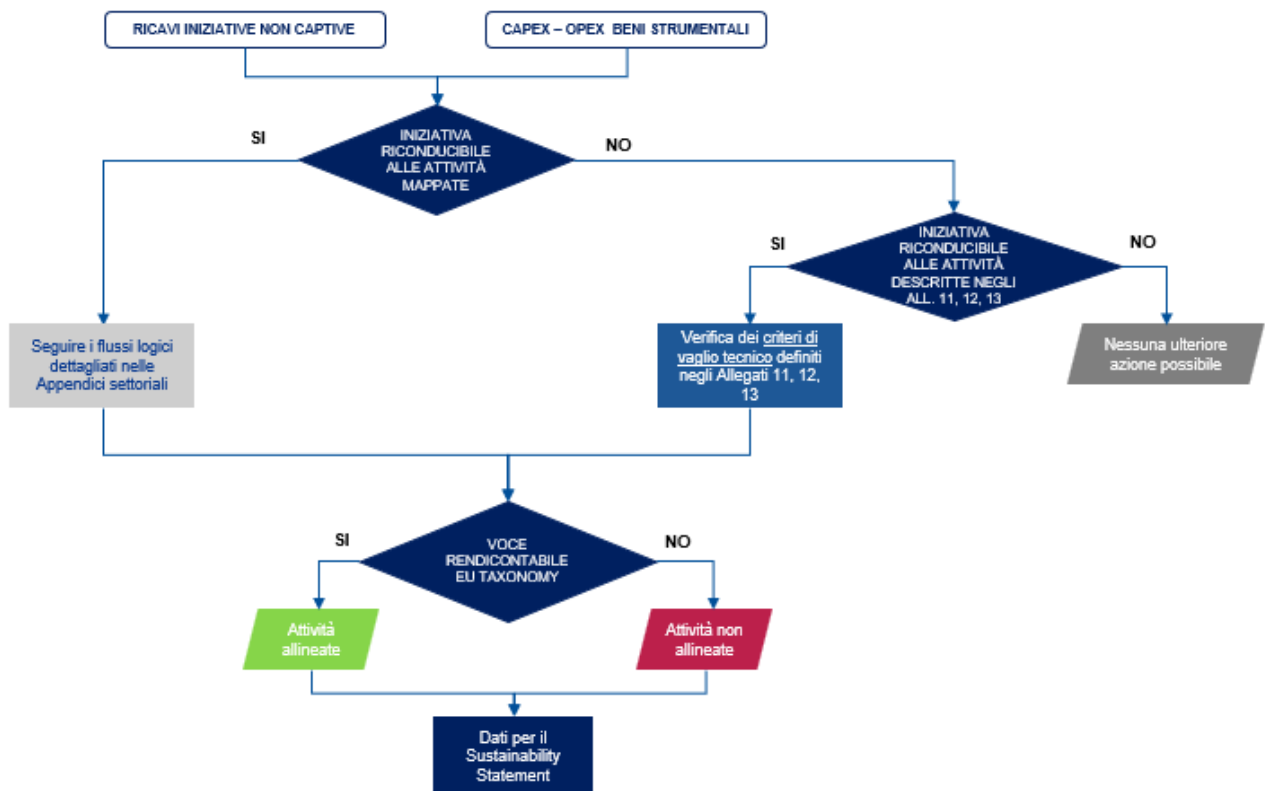 RICAVI INIZIATIVE NON CAPTIVE
CAPEX – OPEX BENI STRUMENTALI
SI
INIZIATIVA
RICONDUCIBILE
ALLE ATTIVITÀ
MAPPATE
NO
SI
INIZIATIVA
RICONDUCIBILE
ALLE ATTIVITÀ
DESCRITTE NEGLI
ALL. 11, 12, 13
NO
Seguire i flussi logici
dettagliati nelle
Appendici settoriali
Verifica dei criteri di
vaglio tecnico definiti
negli Allegati 11, 12,
13
Nessuna ulteriore
azione possibile
SI
VOCE
RENDICONTABILE
EU TAXONOMY
NO
Attività
allineate
Attività non
allineate
Dati per il
Sustainability
Statement